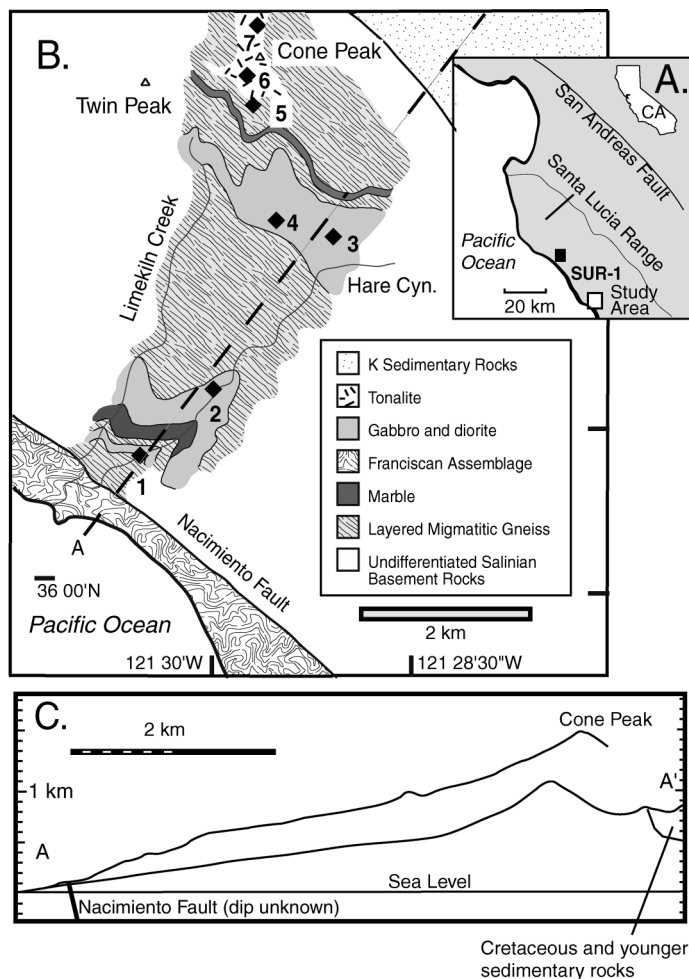 B.
7
Cone Peak
6
Twin Peak
5
4
3
Limekiln Creek
Hare Cyn.
2
1
A
Nacimiento Fault
36 00'N
Pacific Ocean
121 30'W
121 28'30"W
2 km
A.
CA
San Andreas Fault
Santa Lucia Range
Pacific
Ocean
SUR-1
20 km
Study
Area
K Sedimentary Rocks
Tonalite
Gabbro and diorite
Franciscan Assemblage
Marble
Layered Migmatitic Gneiss
Undifferentiated Salinian
Basement Rocks
C.
2 km
Cone Peak
1 km
A'
A
Sea Level
Nacimiento Fault (dip unknown)
Cretaceous and younger
sedimentary rocks